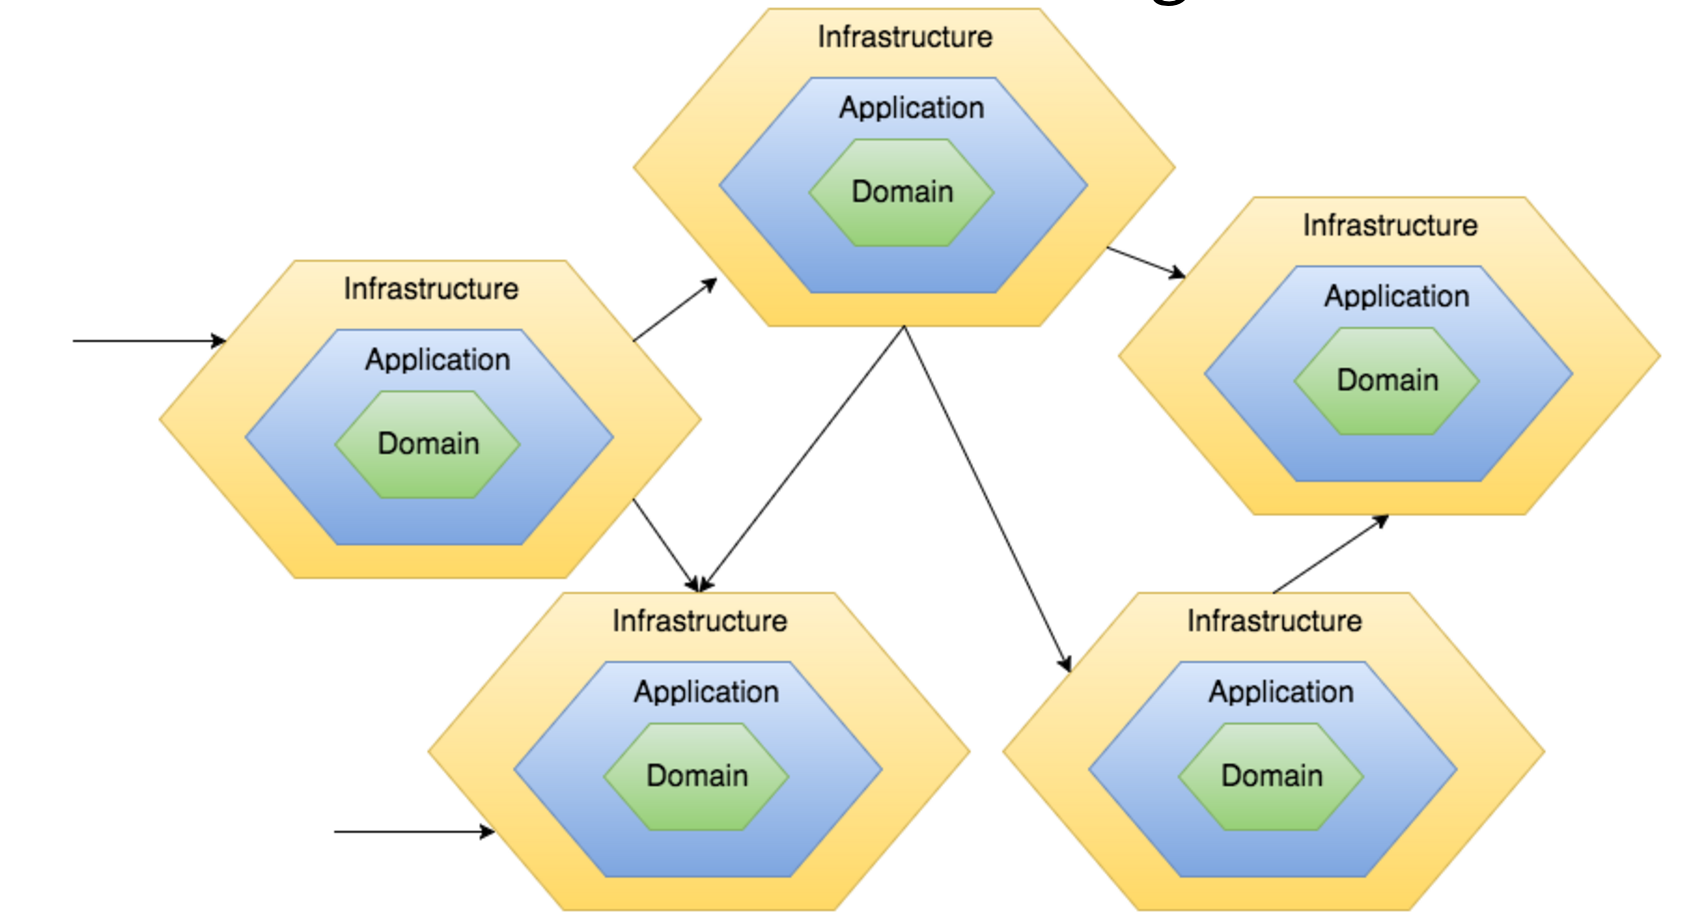 Infrastructure
Application
Domain
Infrastructure
Application
Domain
Infrastructure
Application
Domain
Infrastructure
Application
Domain
Infrastructure
Application
Domain